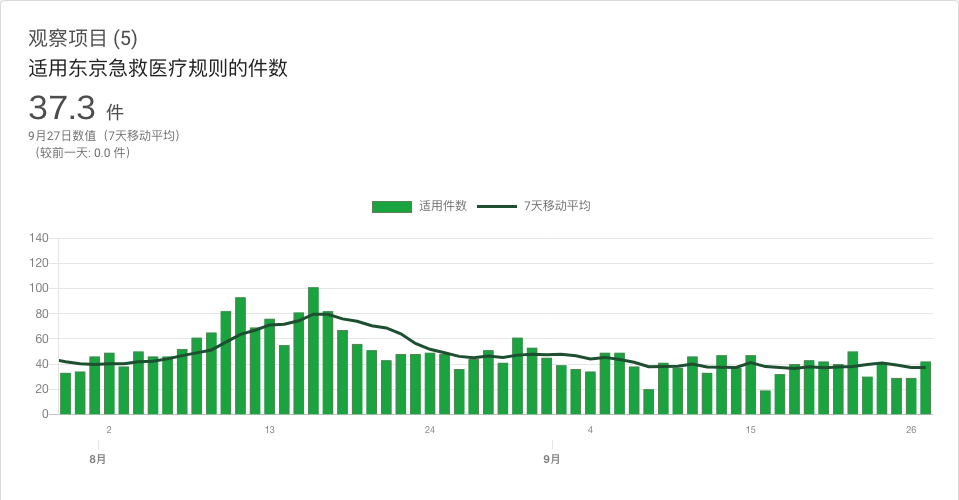 观察项目 (5)
适用东京急救医疗规则的件数
37.3 件
9月27日数值（7天移动平均）
（较前一天: 0.0 件）
适用件数 7天移动平均
140
120
100
80
60
40
20
0
2 13 24 4 15 26
8月 9月